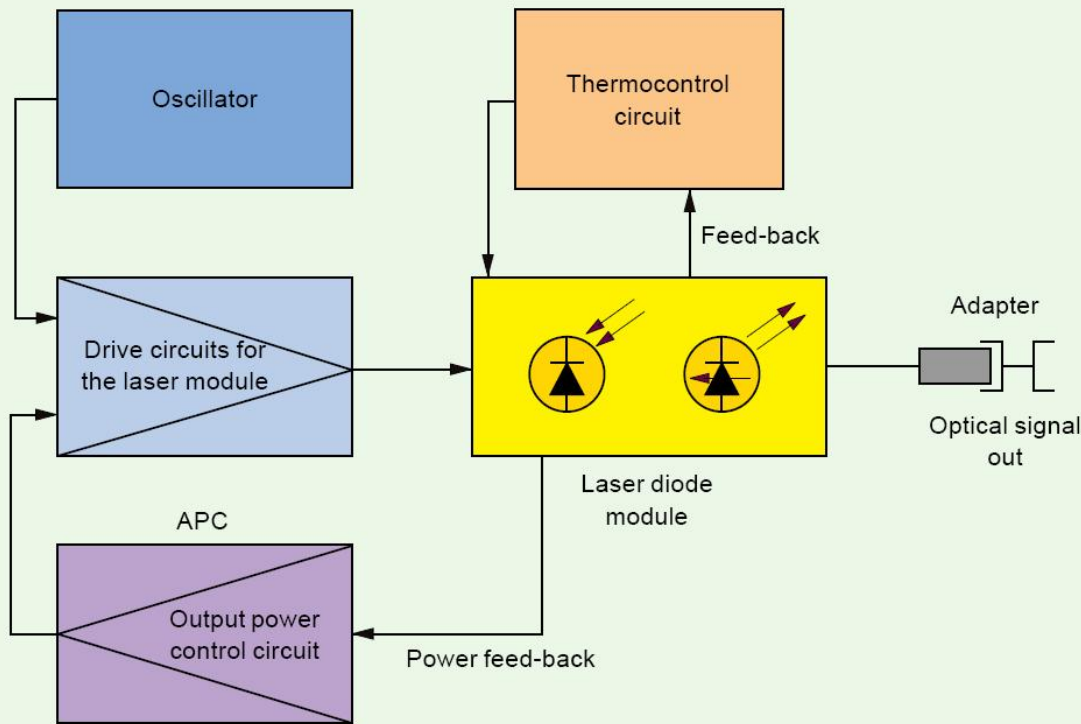 Oscillator
Thermocontrol
circuit
Feed-back
Adapter
Drive circuits for
the laser module
Optical signal
out
Laser diode
module
APC
Output power
control circuit
Power feed-back